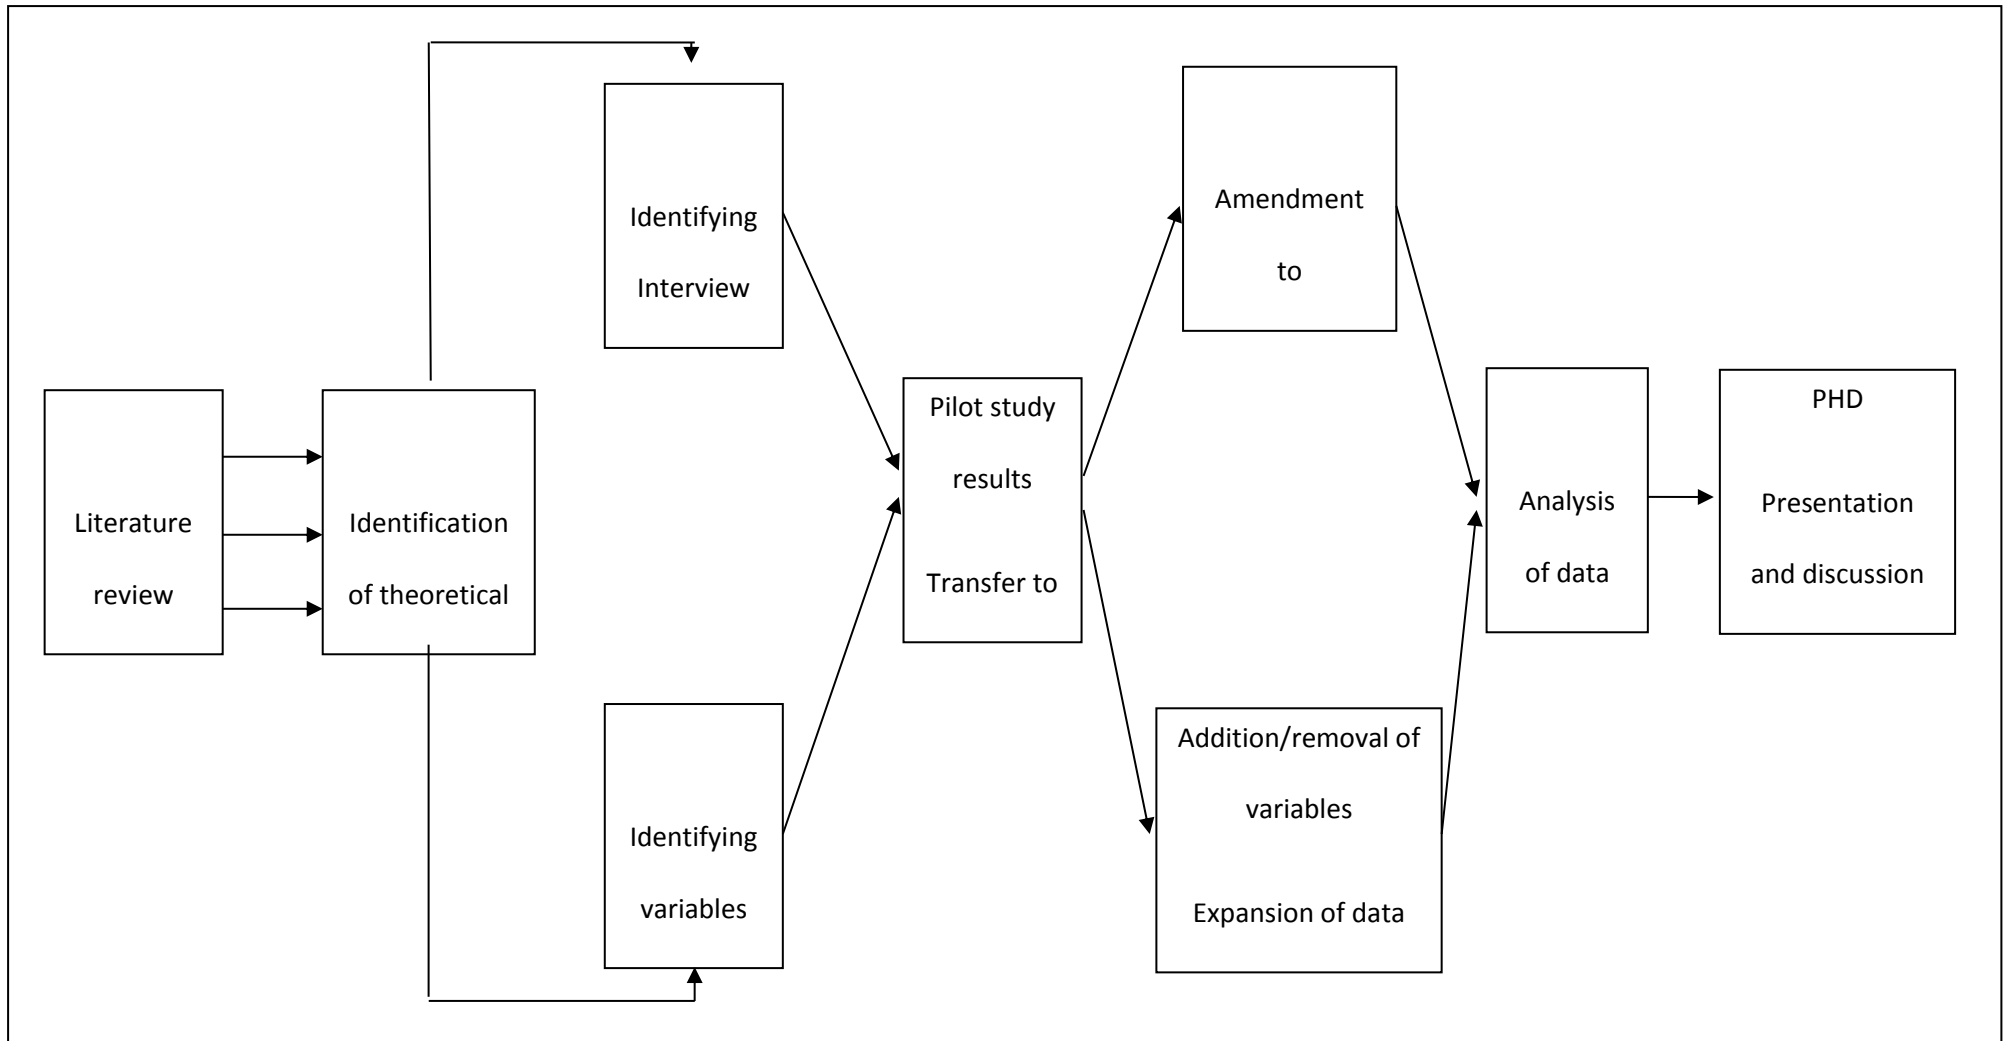 Literature
review
Identification
of theoretical
Identifying
Interview
Identifying
variables
Pilot study
results
Transfer to
Amendment
to
Addition/removal of
variables
Expansion of data
Analysis
of data
PHD
Presentation
and discussion